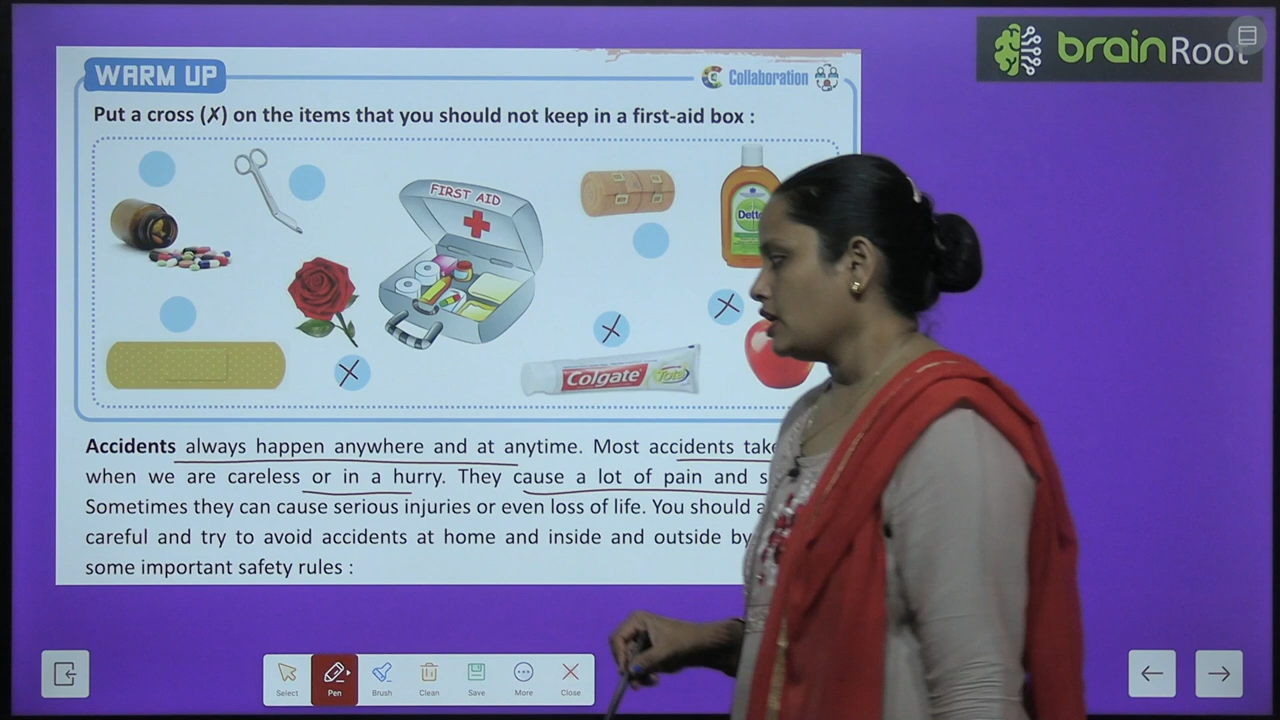 brainRoot
WARM UP
Collaboration
Put a cross (✗) on the items that you should not keep in a first-aid box :
FIRST AID
Colgate
Total
Accidents always happen anywhere and at anytime. Most accidents take
when we are careless or in a hurry. They cause a lot of pain and
Sometimes they can cause serious injuries or even loss of life. You should
careful and try to avoid accidents at home and inside and outside by
some important safety rules :
Select Pen Brush Clean Save More Close